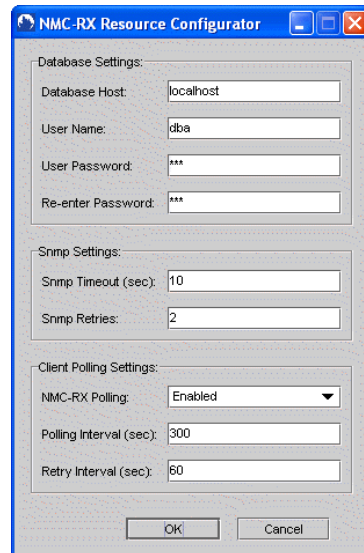 NMC-RX Resource Configurator
Database Settings:
Database Host: localhost
User Name: dba
User Password: ***
Re-enter Password: ***
Snmp Settings:
Snmp Timeout (sec): 10
Snmp Retries: 2
Client Polling Settings:
NMC-RX Polling: Enabled
Polling Interval (sec): 300
Retry Interval (sec): 60
OK Cancel